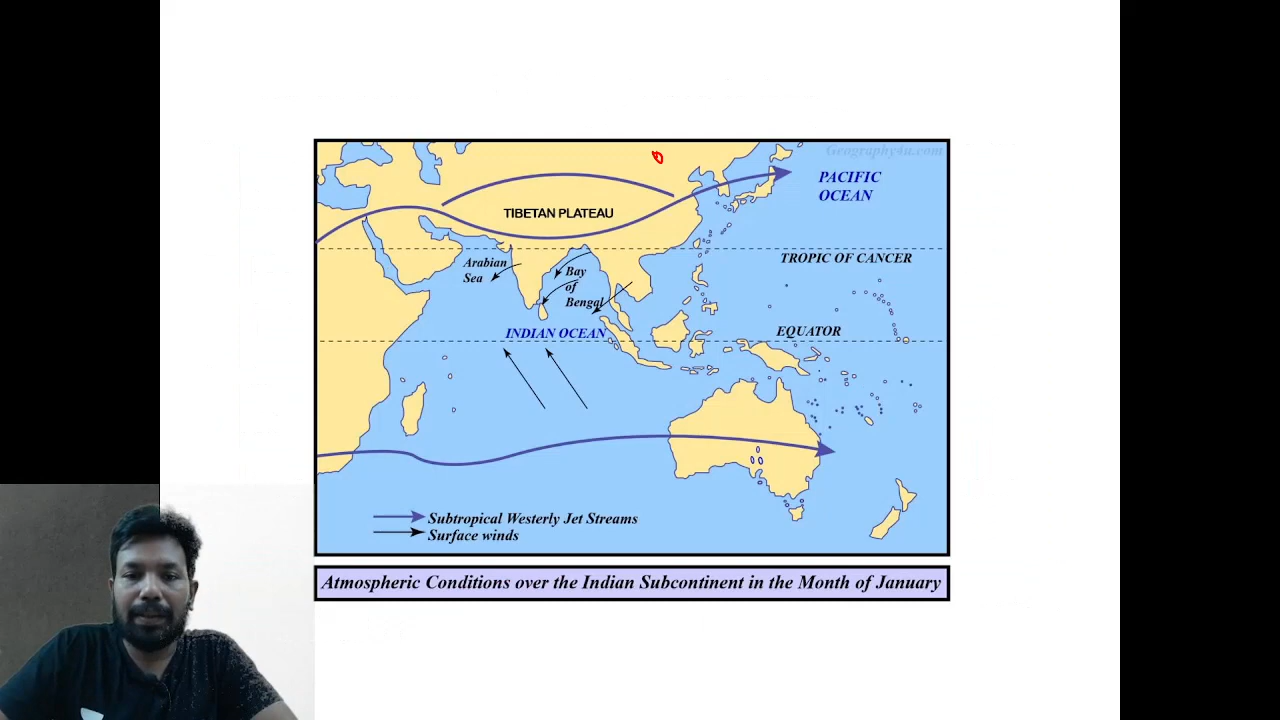 Geography4u.com
PACIFIC
OCEAN
TIBETAN PLATEAU
TROPIC OF CANCER
Arabian
Sea
Bay
of
Bengal
EQUATOR
INDIAN OCEAN
Subtropical Westerly Jet Streams
Surface winds
Atmospheric Conditions over the Indian Subcontinent in the Month of January